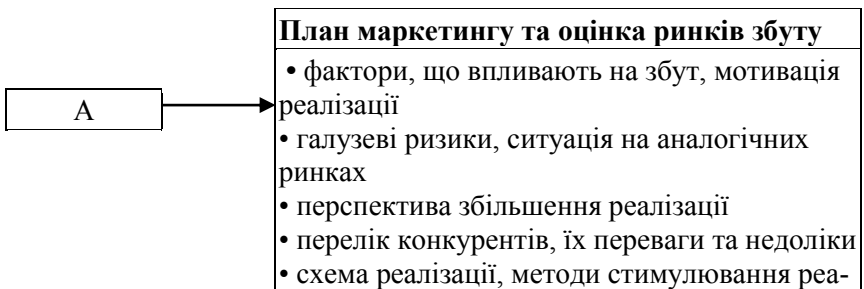 План маркетингу та оцінка ринків збуту
• фактори, що впливають на збут, мотивація
реалізації
• галузеві ризики, ситуація на аналогічних
ринках
• перспектива збільшення реалізації
• перелік конкурентів, їх переваги та недоліки
• схема реалізації, методи стимулювання реа-
А